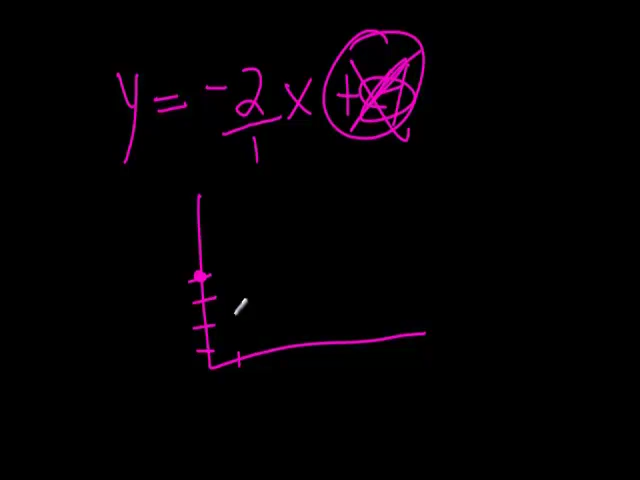 y = -2/1 x +